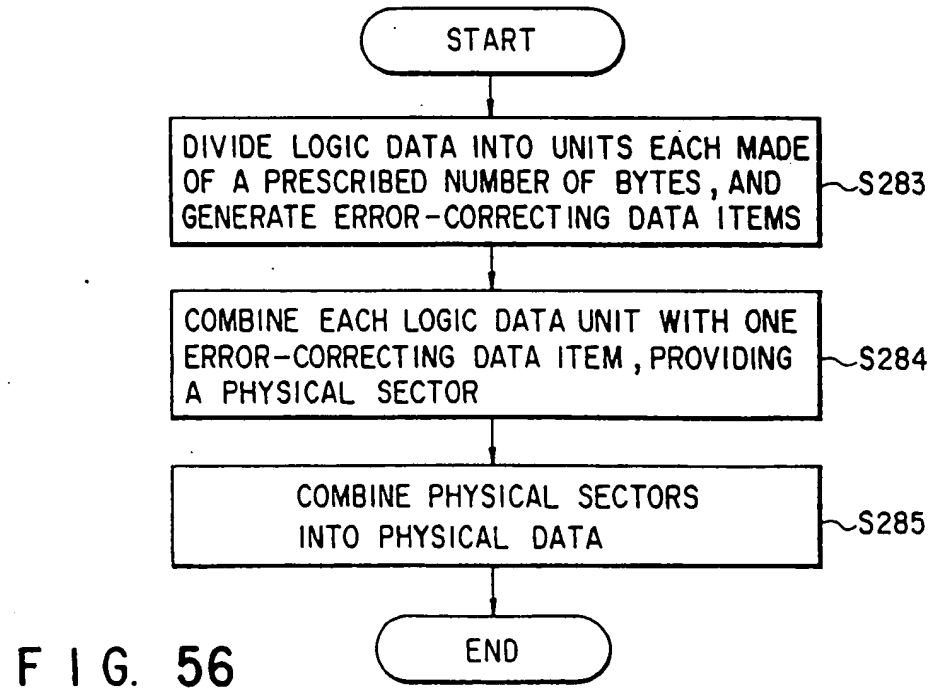 START
DIVIDE LOGIC DATA INTO UNITS EACH MADE
OF A PRESCRIBED NUMBER OF BYTES, AND
GENERATE ERROR-CORRECTING DATA ITEMS
S283
COMBINE EACH LOGIC DATA UNIT WITH ONE
ERROR-CORRECTING DATA ITEM, PROVIDING
A PHYSICAL SECTOR
S284
COMBINE PHYSICAL SECTORS
INTO PHYSICAL DATA
S285
END
FIG. 56